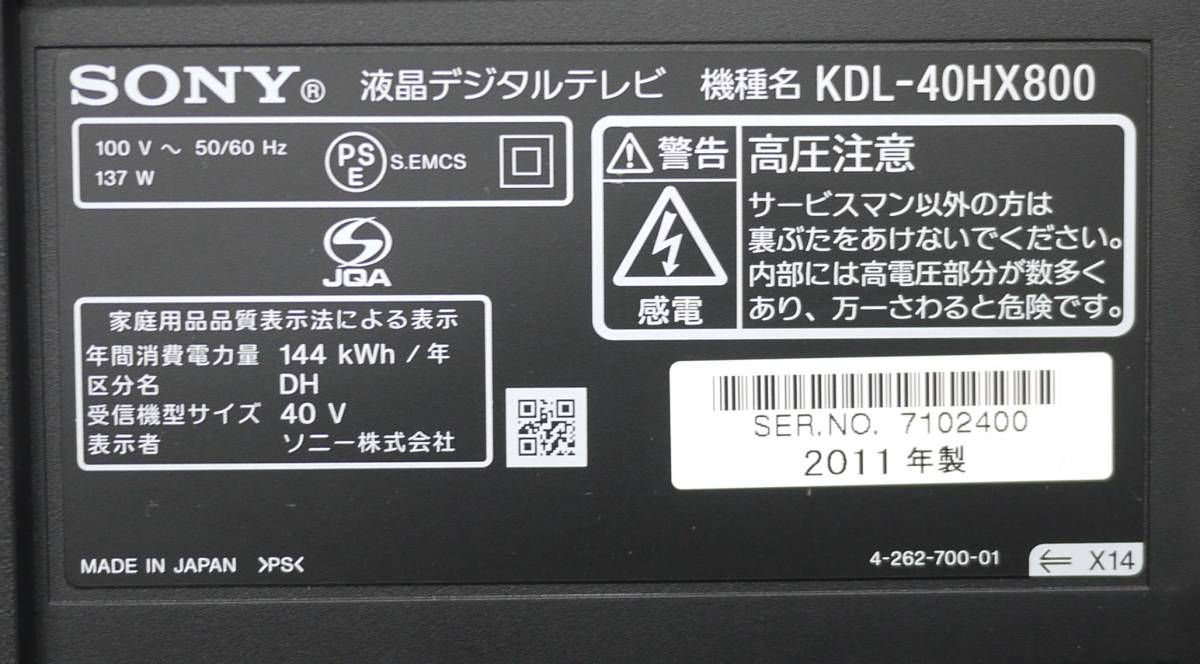 SONY® 液晶デジタルテレビ 機種名 KDL-40HX800
100 V ～ 50/60 Hz
137 W
PSE S.EMCS
JQA
警告
感電
高圧注意
サービスマン以外の方は
裏ぶたをあけないでください。
内部には高電圧部分が数多く
あり、万一さわると危険です。
家庭用品品質表示法による表示
年間消費電力量 144 kWh / 年
区分名 DH
受信機型サイズ 40 V
表示者 ソニー株式会社
SER.NO. 7102400
2011 年製
MADE IN JAPAN >PS<
4-262-700-01
← X14